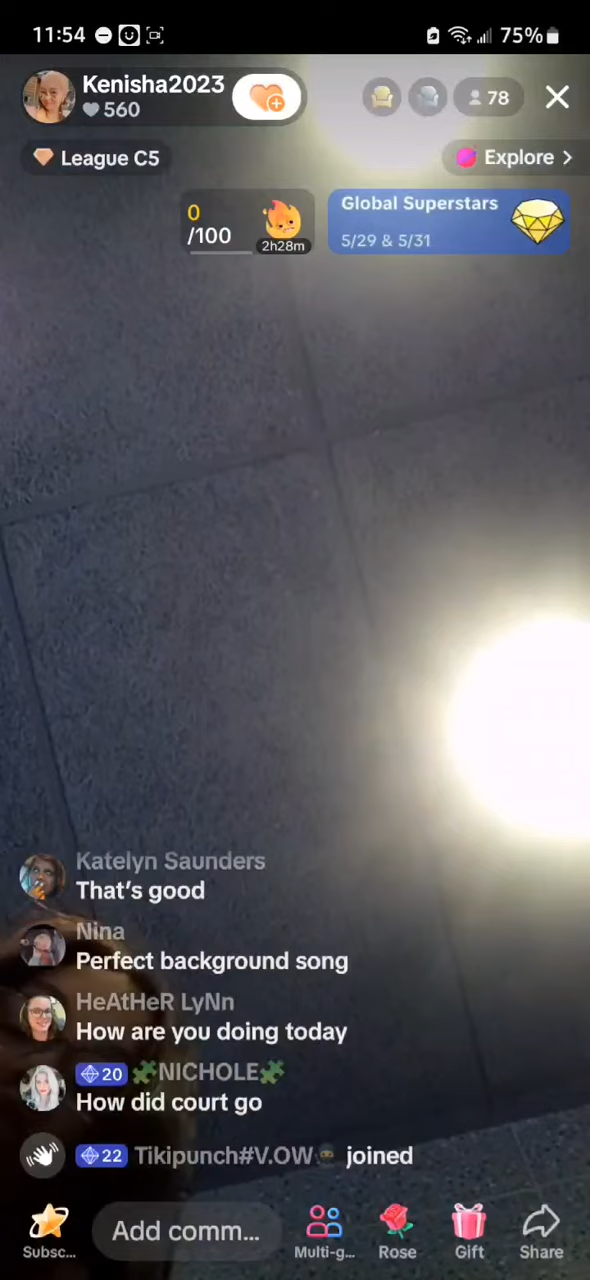 11:54
75%
Kenisha2023
560
78
League C5
Explore >
0
/100
2h28m
Global Superstars
5/29 & 5/31
Katelyn Saunders
That's good
Nina
Perfect background song
HeAtHeR LyNn
How are you doing today
20 NICHOLE
How did court go
22 Tikipunch#V.OW joined
Subsc...
Add comm...
Multi-g...
Rose
Gift
Share